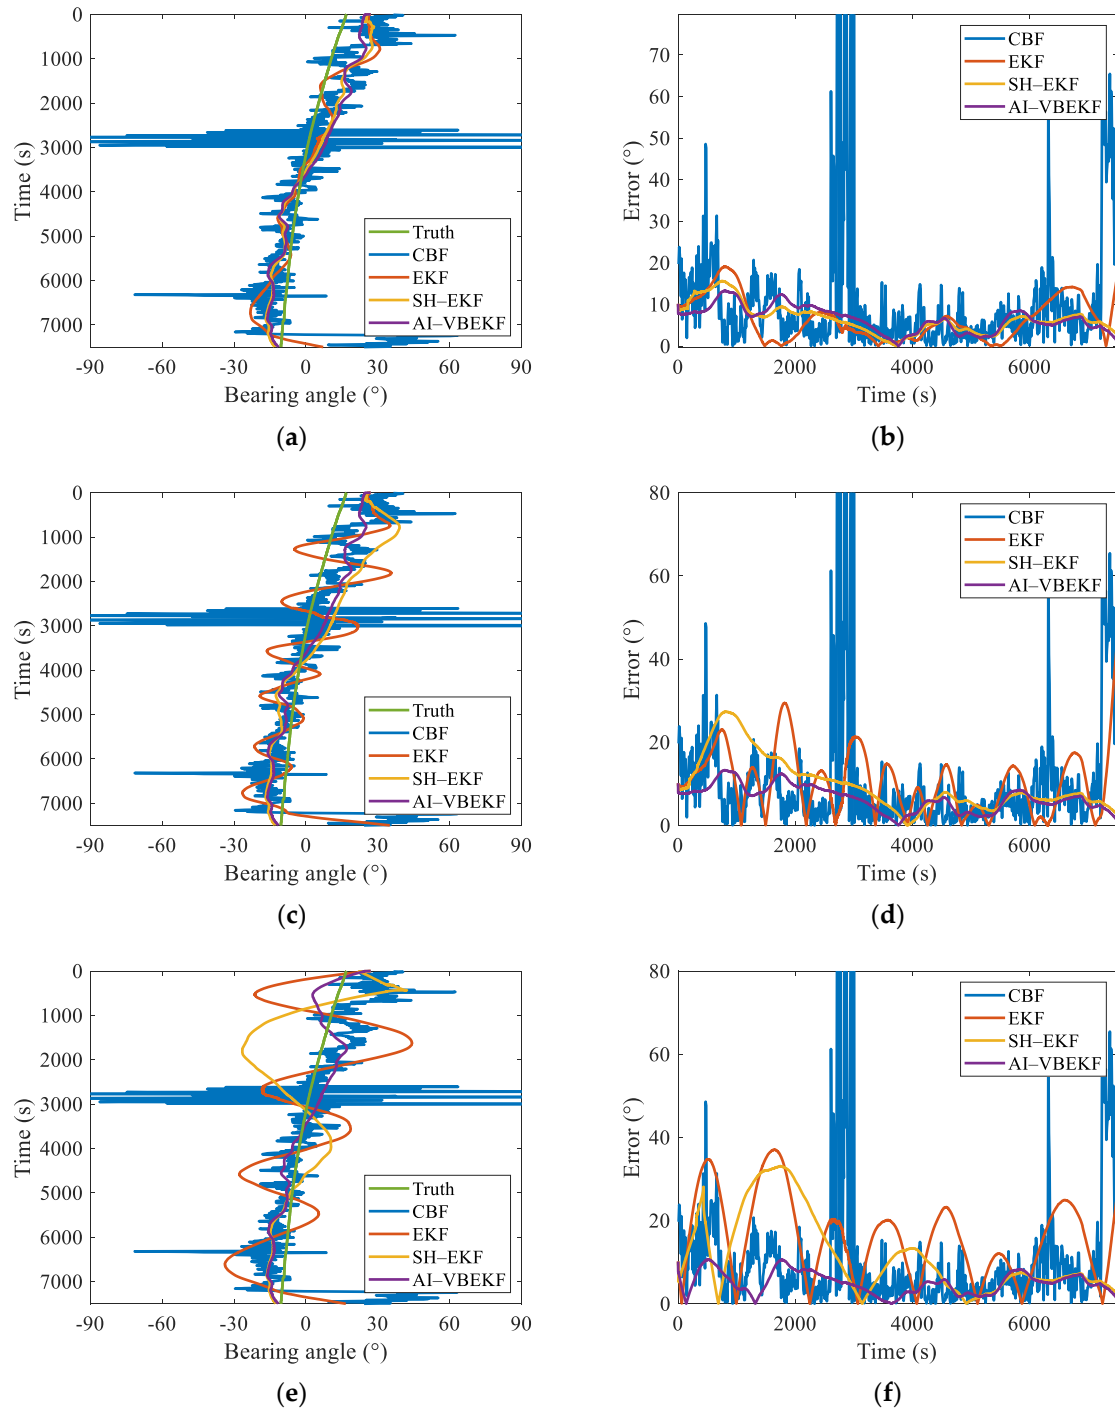 0
1000
2000
3000
4000
5000
6000
7000
Time (s)
-90
-60
-30
0
30
60
90
Bearing angle (°)
Truth
CBF
EKF
SH–EKF
AI–VBEKF
(a)
0
10
20
30
40
50
60
70
Error (°)
0
2000
4000
6000
Time (s)
CBF
EKF
SH–EKF
AI–VBEKF
(b)
0
1000
2000
3000
4000
5000
6000
7000
Time (s)
-90
-60
-30
0
30
60
90
Bearing angle (°)
Truth
CBF
EKF
SH–EKF
AI–VBEKF
(c)
0
20
40
60
80
Error (°)
0
2000
4000
6000
Time (s)
CBF
EKF
SH–EKF
AI–VBEKF
(d)
0
1000
2000
3000
4000
5000
6000
7000
Time (s)
-90
-60
-30
0
30
60
90
Bearing angle (°)
Truth
CBF
EKF
SH–EKF
AI–VBEKF
(e)
0
20
40
60
80
Error (°)
0
2000
4000
6000
Time (s)
CBF
EKF
SH–EKF
AI–VBEKF
(f)